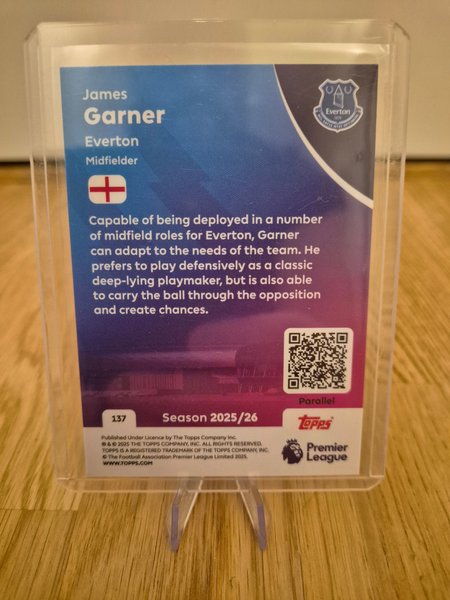 James
Garner
Everton
Midfielder
Everton
Capable of being deployed in a number
of midfield roles for Everton, Garner
can adapt to the needs of the team. He
prefers to play defensively as a classic
deep-lying playmaker, but is also able
to carry the ball through the opposition
and create chances.
Parallel
137
Season 2025/26
Topps
Published Under Licence by The Topps Company Inc.
® & © 2025 THE TOPPS COMPANY, INC. ALL RIGHTS RESERVED.
TOPPS IS A REGISTERED TRADEMARK OF THE TOPPS COMPANY, INC.
© The Football Association Premier League Limited 2025.
WWW.TOPPS.COM
Premier
League